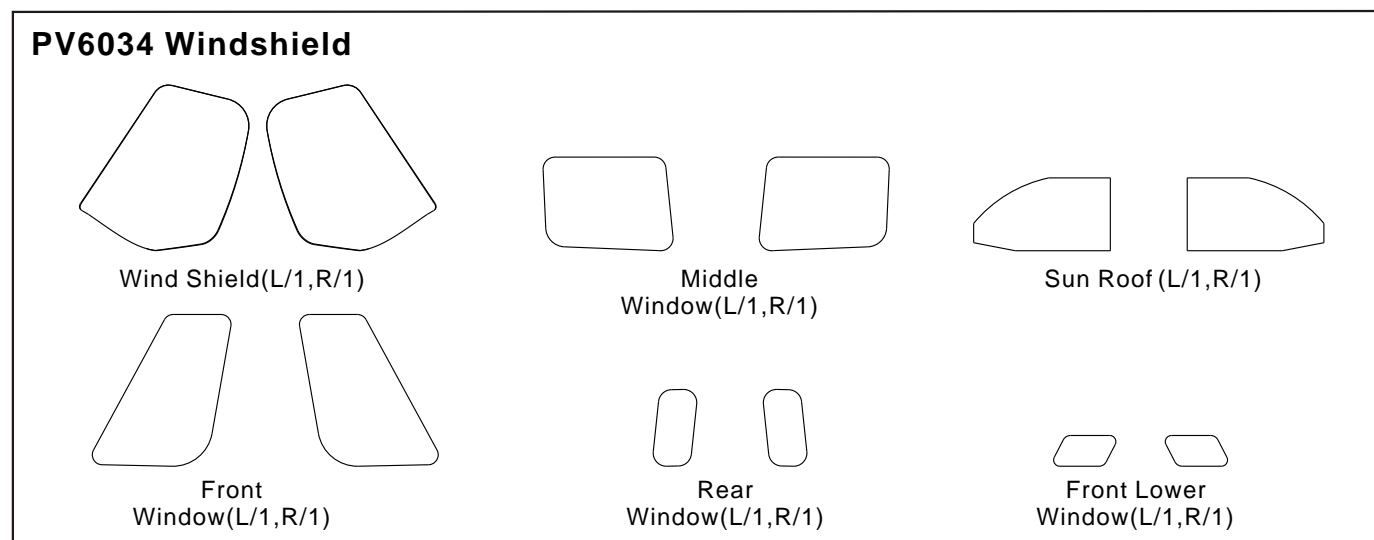 PV6034 Windshield
Wind Shield(L/1,R/1)
Middle
Window(L/1,R/1)
Sun Roof (L/1,R/1)
Front
Window(L/1,R/1)
Rear
Window(L/1,R/1)
Front Lower
Window(L/1,R/1)